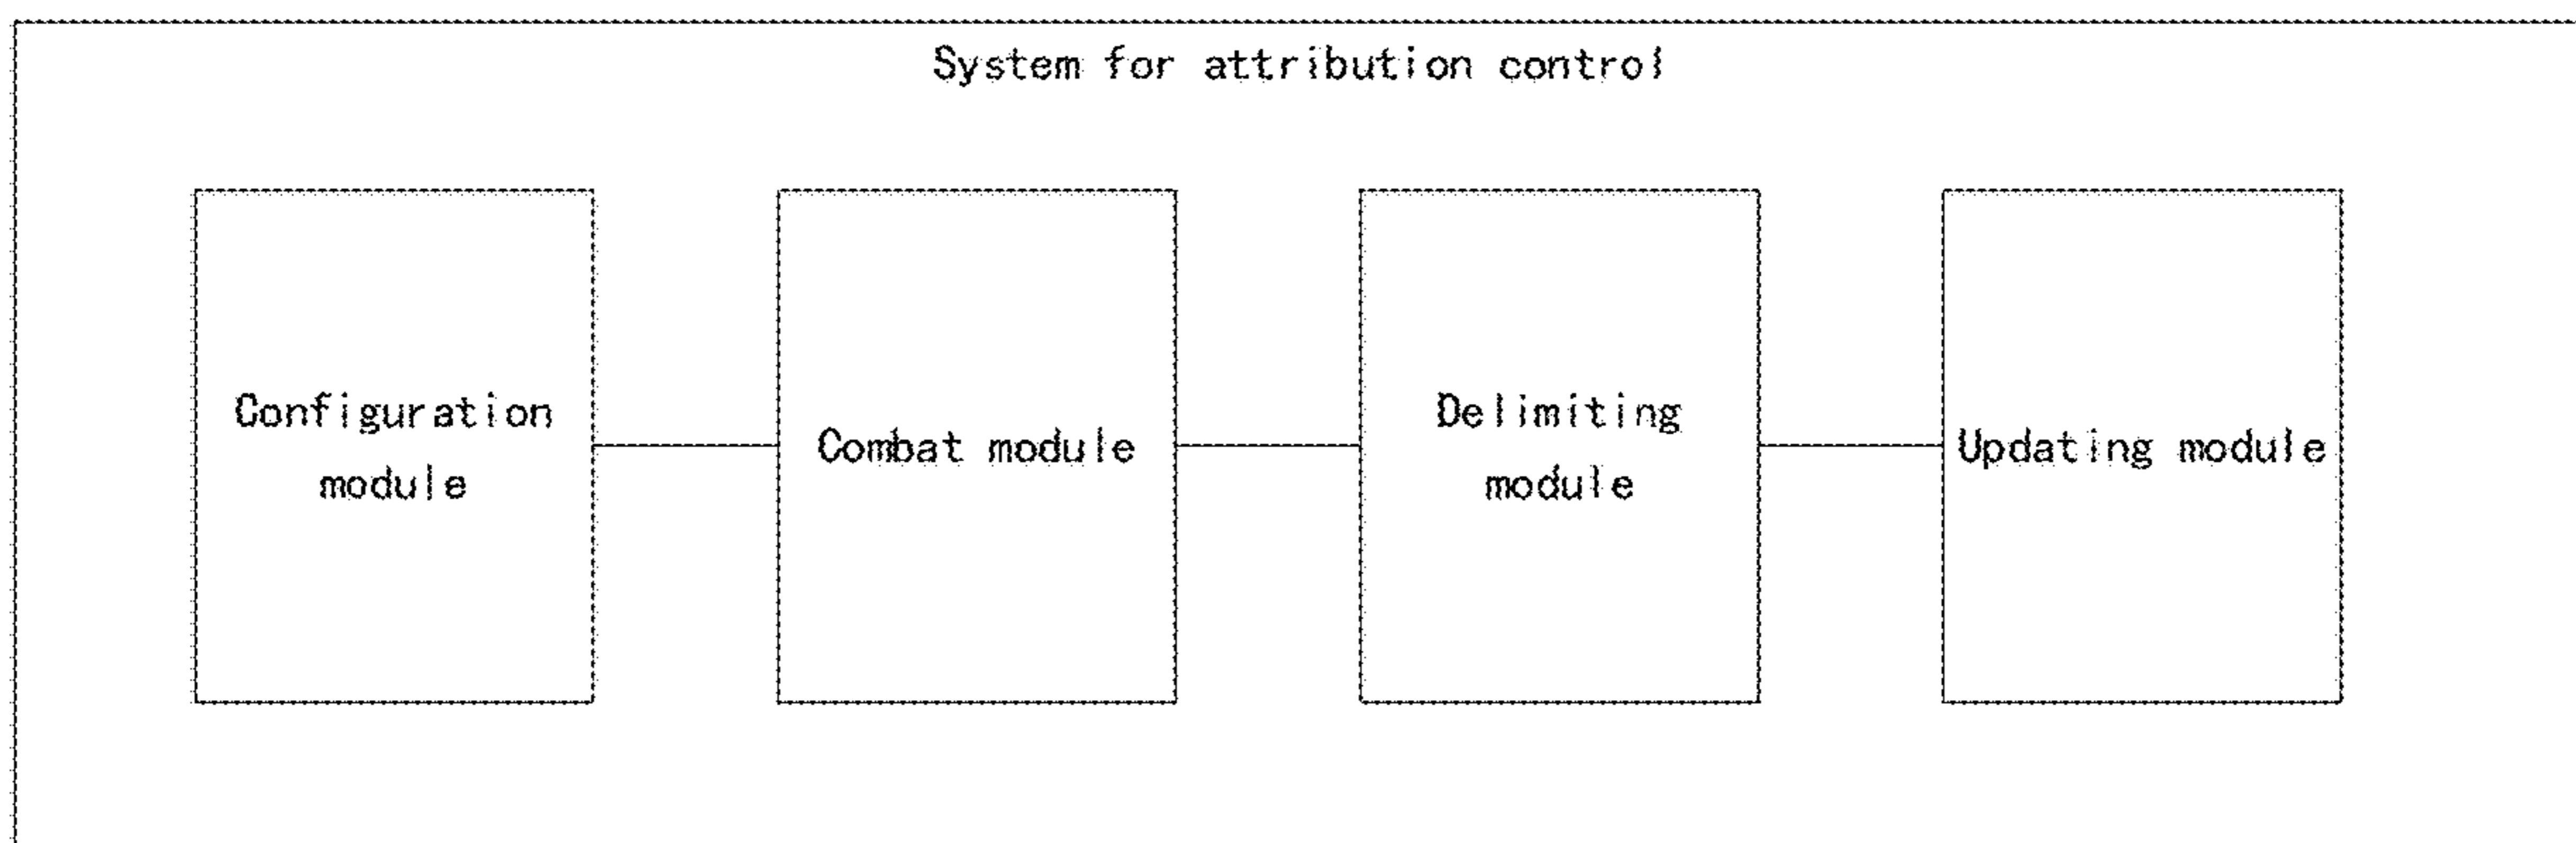 System for attribution control
Configuration
module
Combat module
Delimiting
module
Updating module